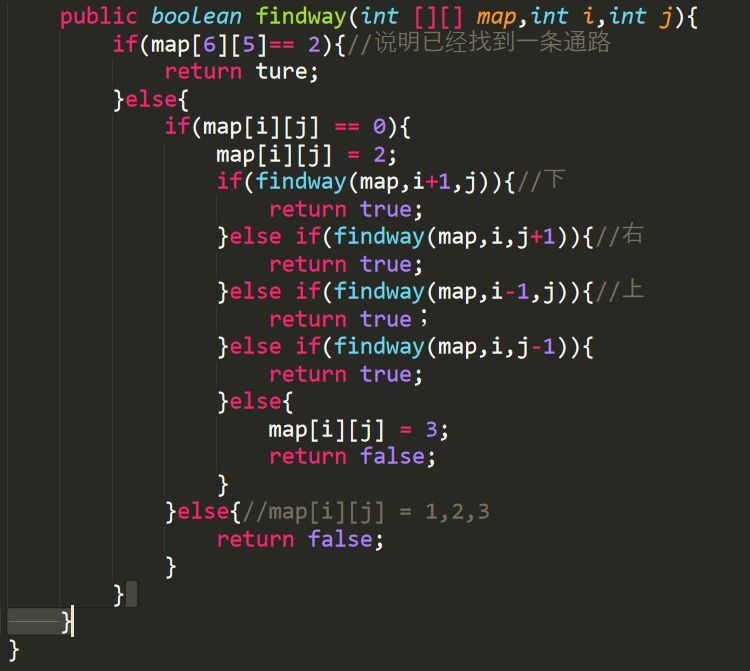 public boolean findway(int [][] map,int i,int j){
if(map[6][5]== 2){//说明已经找到一条通路
return ture;
}else{
if(map[i][j] == 0){
map[i][j] = 2;
if(findway(map,i+1,j)){//下
return true;
}else if(findway(map,i,j+1)){//右
return true;
}else if(findway(map,i-1,j)){//上
return true；
}else if(findway(map,i,j-1)){
return true;
}else{
map[i][j] = 3;
return false;
}
}else{//map[i][j] = 1,2,3
return false;
}
}
}
}